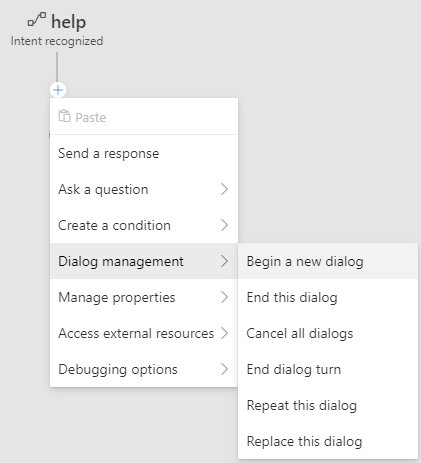 help
Intent recognized
Paste
Send a response
Ask a question
Create a condition
Dialog management
Manage properties
Access external resources
Debugging options
Begin a new dialog
End this dialog
Cancel all dialogs
End dialog turn
Repeat this dialog
Replace this dialog